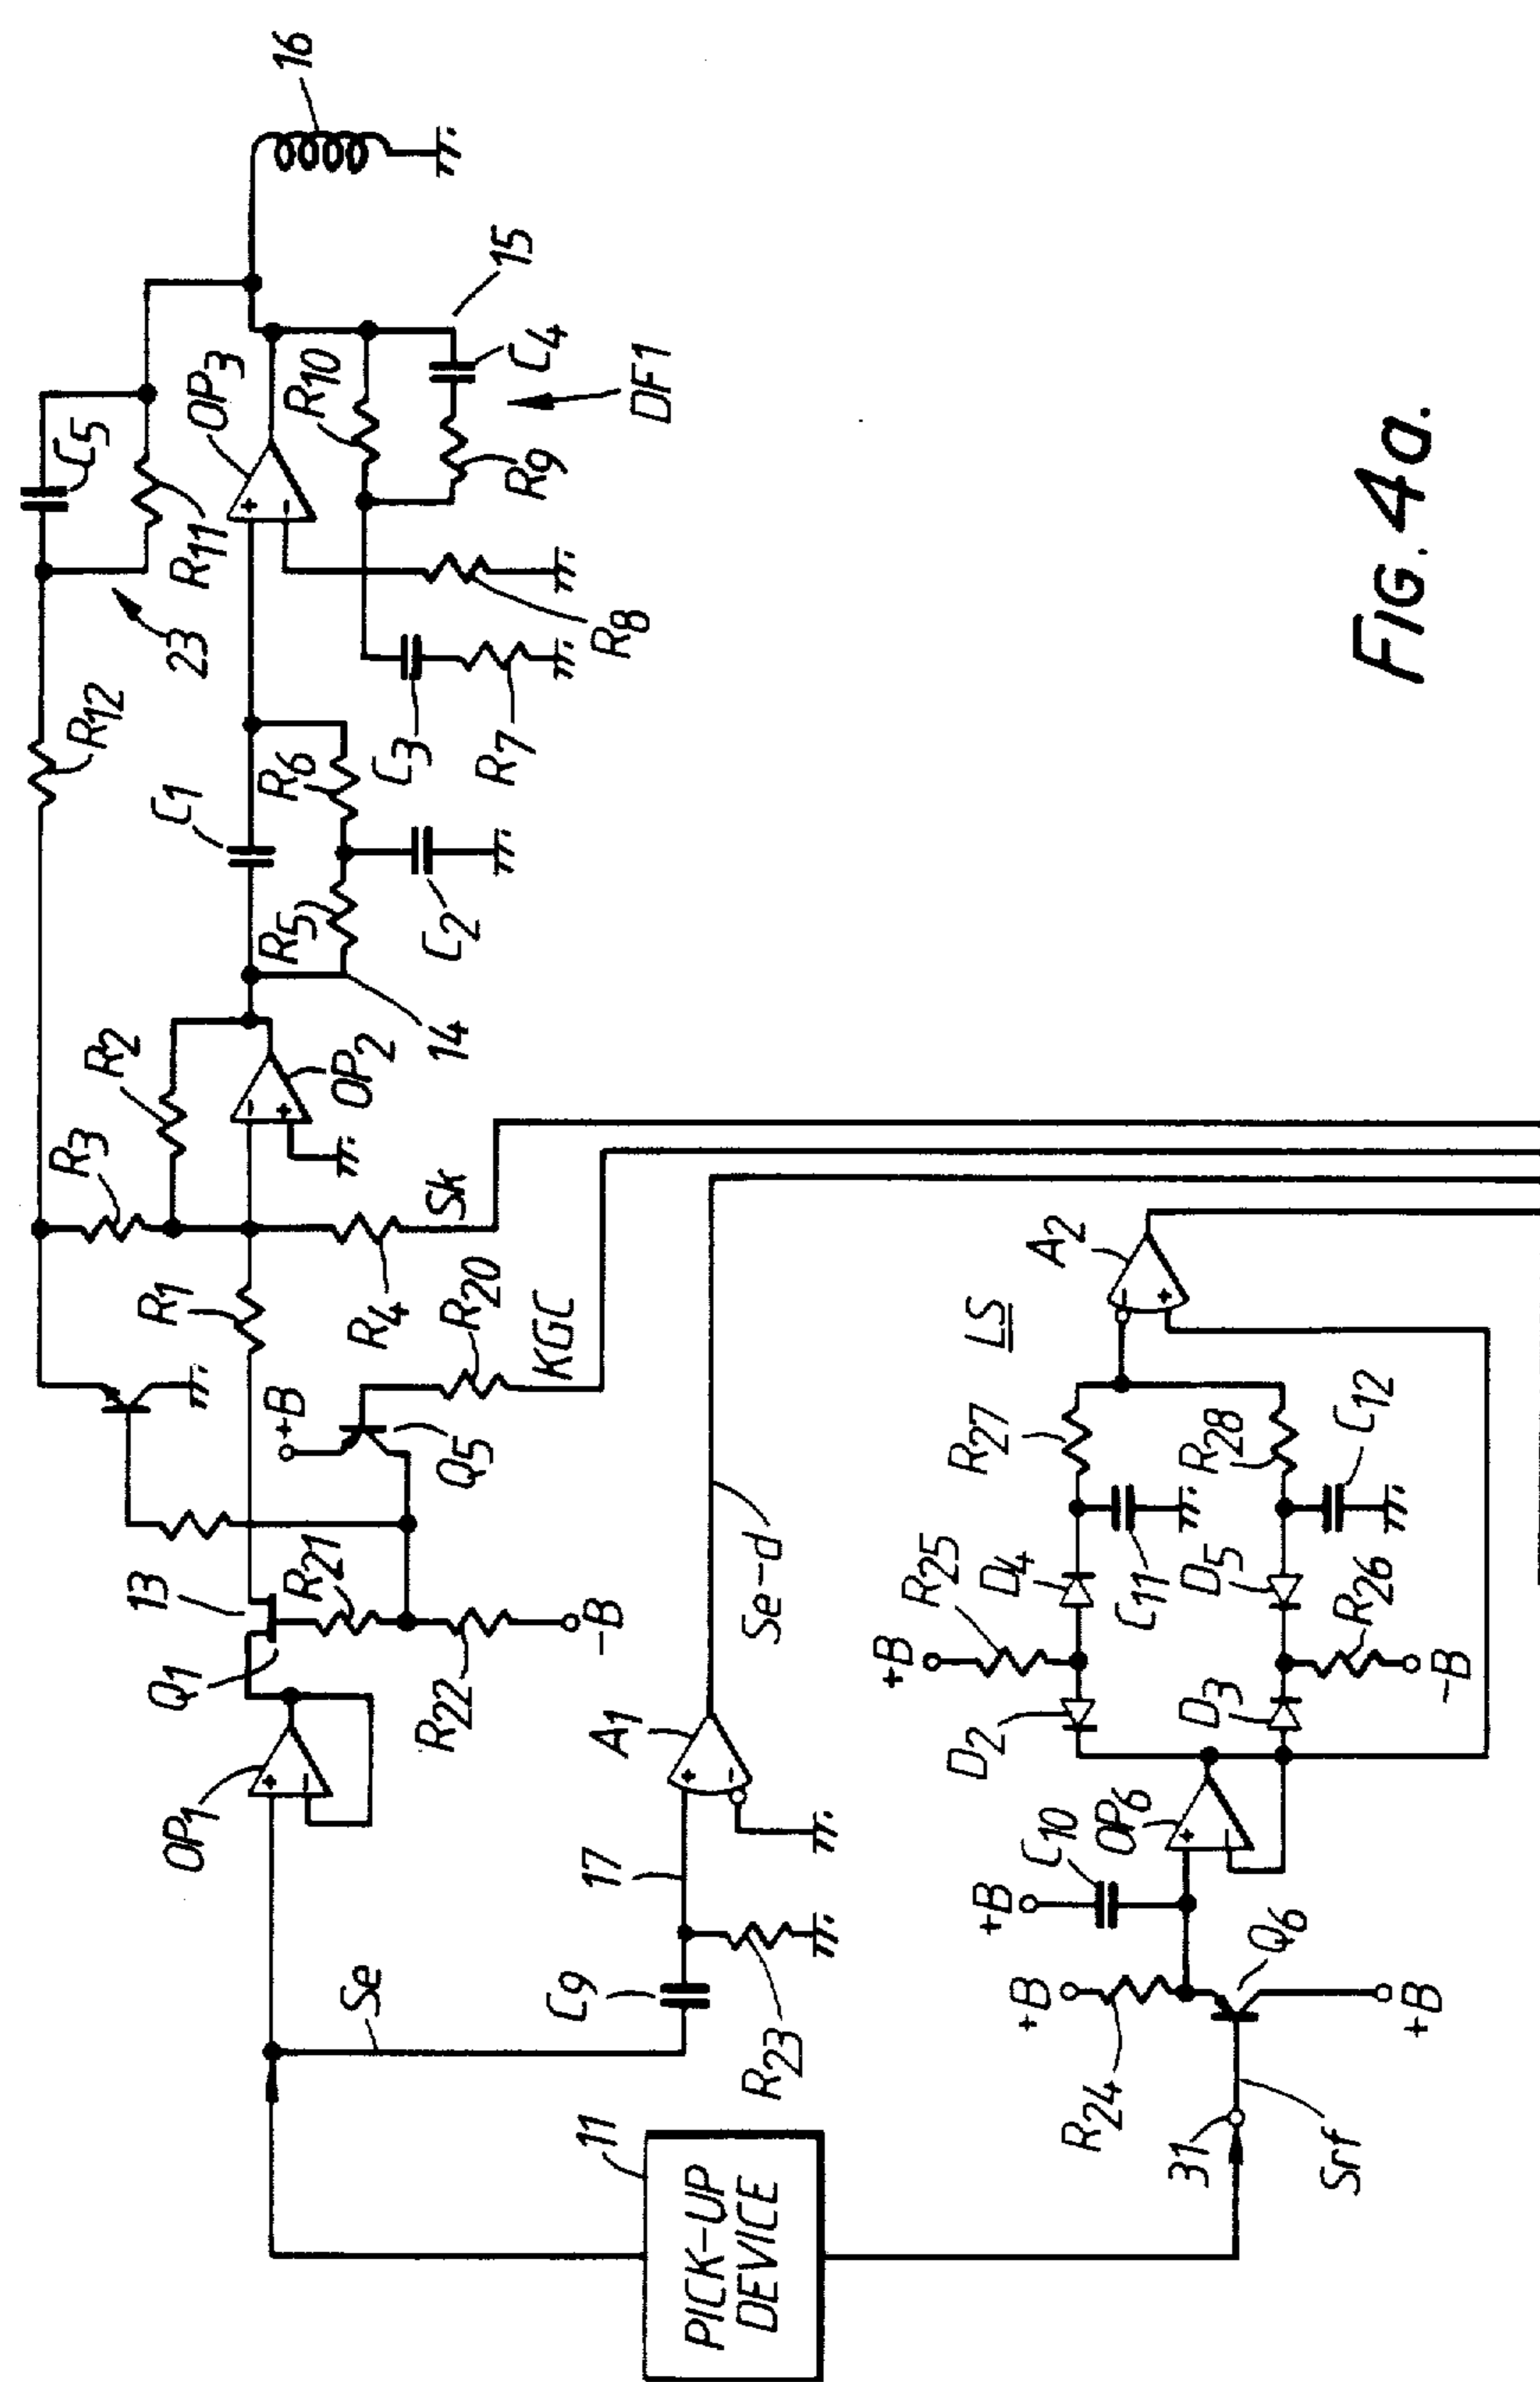 16
C5
R11
23
R12
OP3
R10
15
C4
DF1
R9
R8
C3
R7
C1
R6
R5
C2
14
R2
OP2
R3
Sk
R1
R4
R20
KGC
+B
Q5
13
R21
Q1
R22
-B
OP1
Se
Se-d
A1
17
C9
R23
11
PICK-UP
DEVICE
A2
LS
R27
R28
C12
R25
D4
C11
D5
R26
+B
D2
D3
-B
C10
OP6
+B
+B
Q6
R24
+B
31
Srf
FIG. 4a.